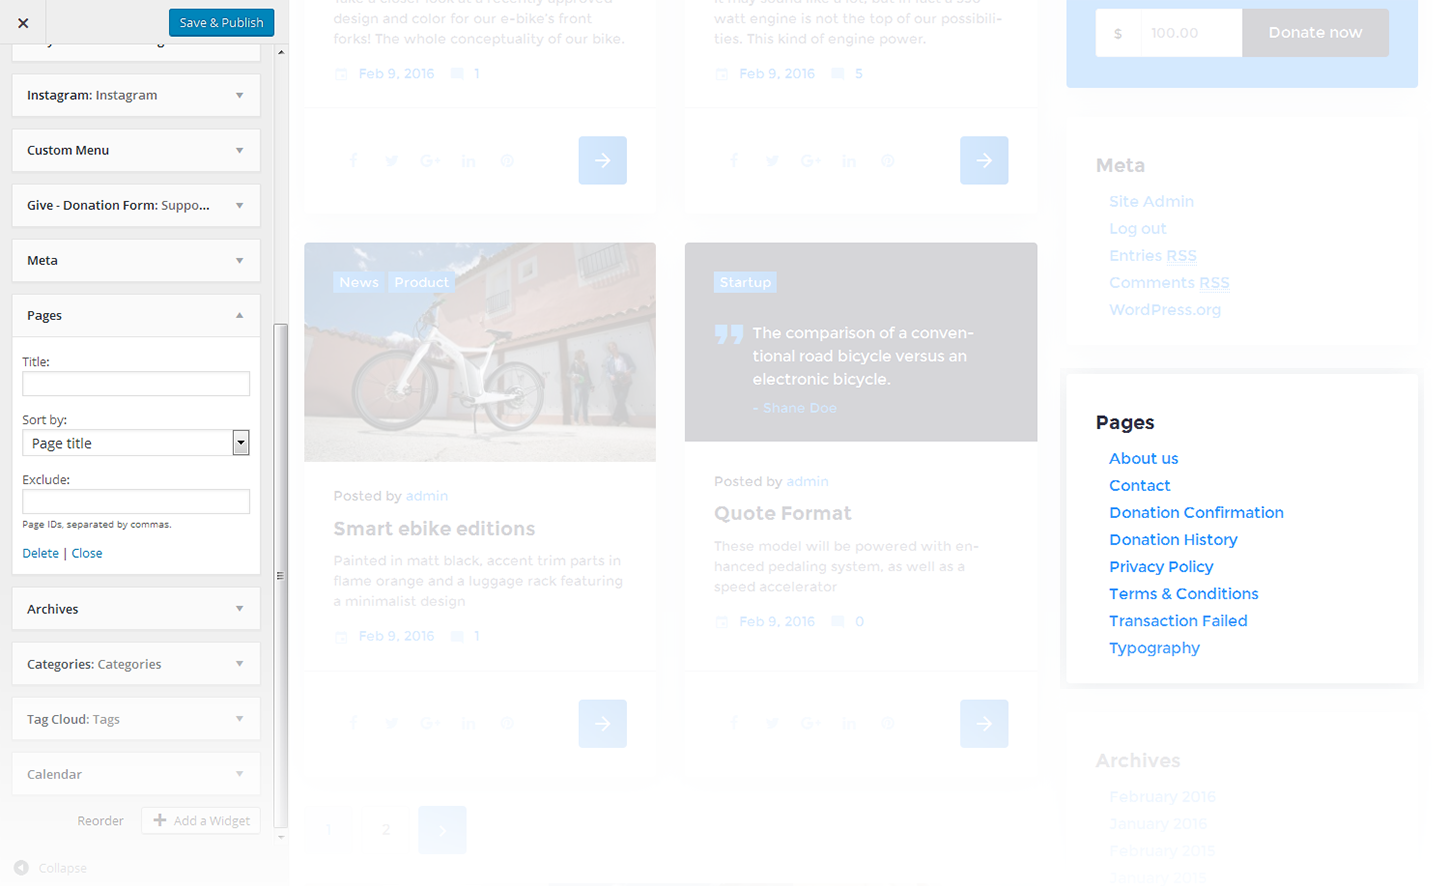 Save & Publish
Instagram: Instagram
Custom Menu
Give - Donation Form: Suppo...
Meta
Pages
Title:
Sort by:
Page title
Exclude:
Page IDs, separated by commas.
Delete | Close
Archives
Categories: Categories
Tag Cloud: Tags
Calendar
Reorder
Add a Widget
Collapse
design and color for our e-bike's front
forks! The whole conceptuality of our bike.
Feb 9, 2016 1
watt engine is not the top of our possibili-
ties. This kind of engine power.
Feb 9, 2016 5
News Product
Posted by admin
Smart ebike editions
Painted in matt black, accent trim parts in
flame orange and a luggage rack featuring
a minimalist design
Feb 9, 2016 1
Startup
The comparison of a conven-
tional road bicycle versus an
electronic bicycle.
- Shane Doe
Posted by admin
Quote Format
These model will be powered with en-
hanced pedaling system, as well as a
speed accelerator
Feb 9, 2016 0
1 2
$ 100.00 Donate now
Meta
Site Admin
Log out
Entries RSS
Comments RSS
WordPress.org
Pages
About us
Contact
Donation Confirmation
Donation History
Privacy Policy
Terms & Conditions
Transaction Failed
Typography
Archives
February 2016
January 2016
February 2015
January 2015